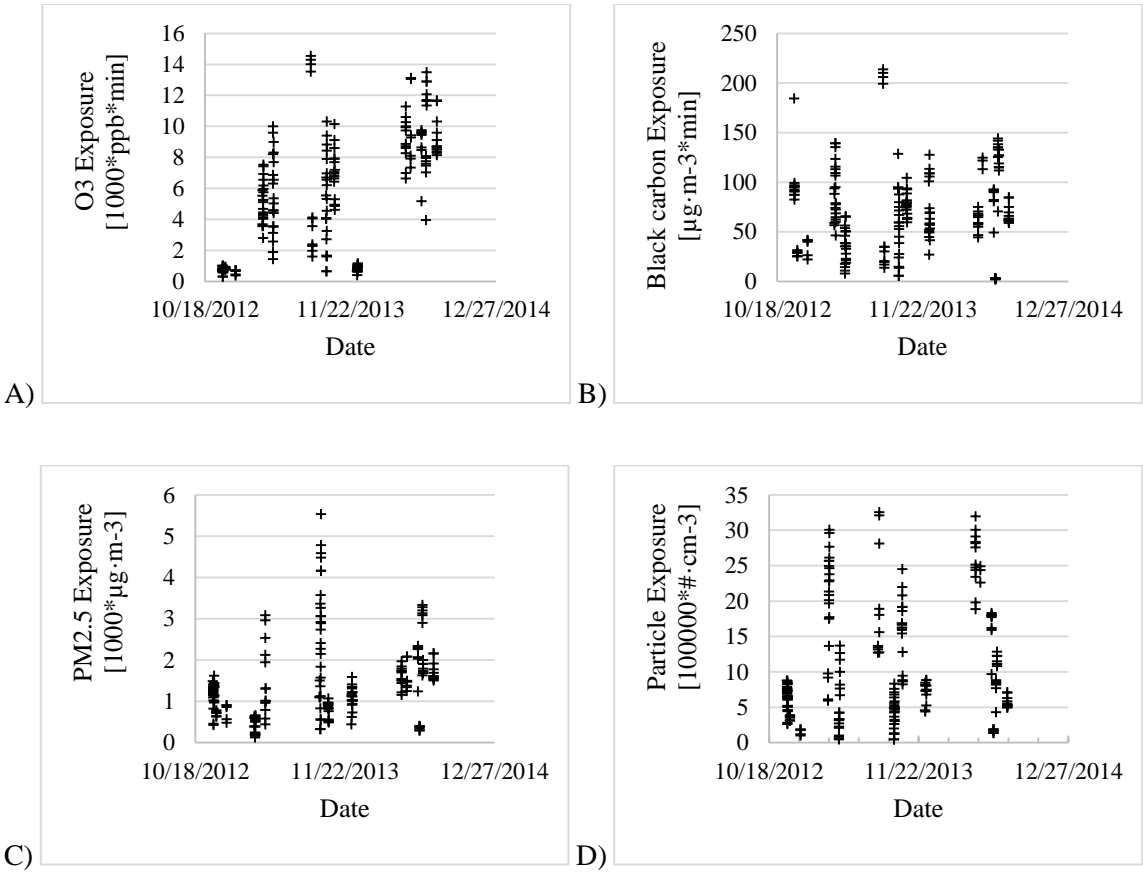 O3 Exposure
[1000*ppb*min]
16
14
12
10
8
6
4
2
0
10/18/2012 11/22/2013 12/27/2014
Date
A)
Black carbon Exposure
[µg·m-3*min]
250
200
150
100
50
0
10/18/2012 11/22/2013 12/27/2014
Date
B)
PM2.5 Exposure
[1000*µg·m-3]
6
5
4
3
2
1
0
10/18/2012 11/22/2013 12/27/2014
Date
C)
Particle Exposure
[100000*#·cm-3]
35
30
25
20
15
10
5
0
10/18/2012 11/22/2013 12/27/2014
Date
D)